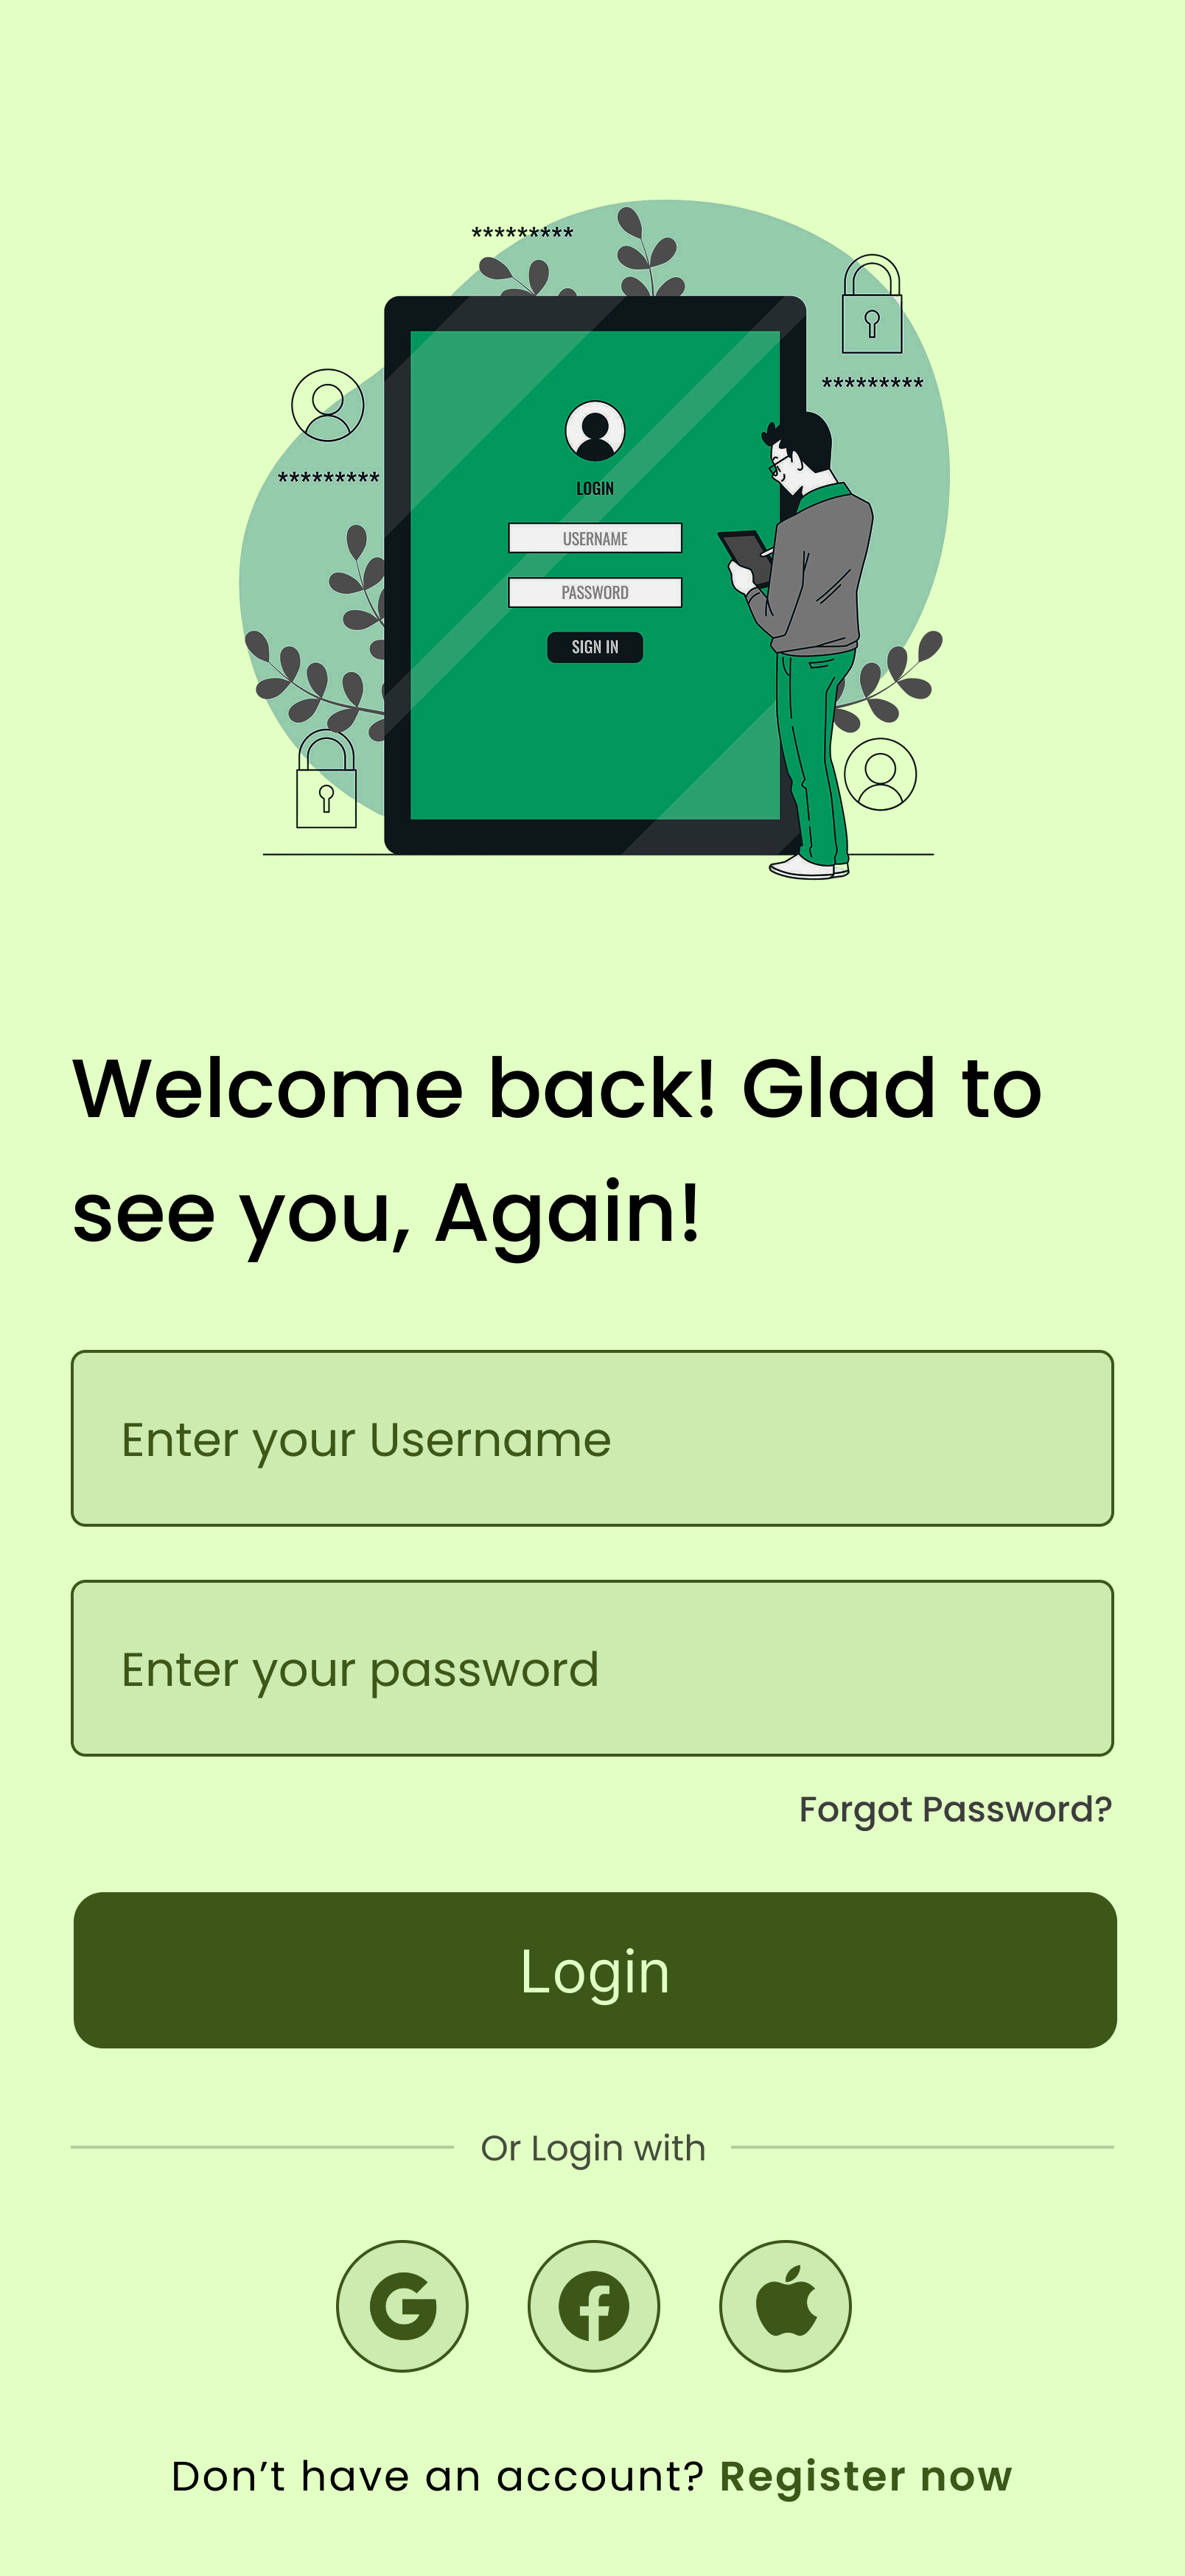 *********
*********
*********
LOGIN
USERNAME
PASSWORD
SIGN IN
Welcome back! Glad to
see you, Again!
Enter your Username
Enter your password
Forgot Password?
Login
Or Login with
Don’t have an account? Register now